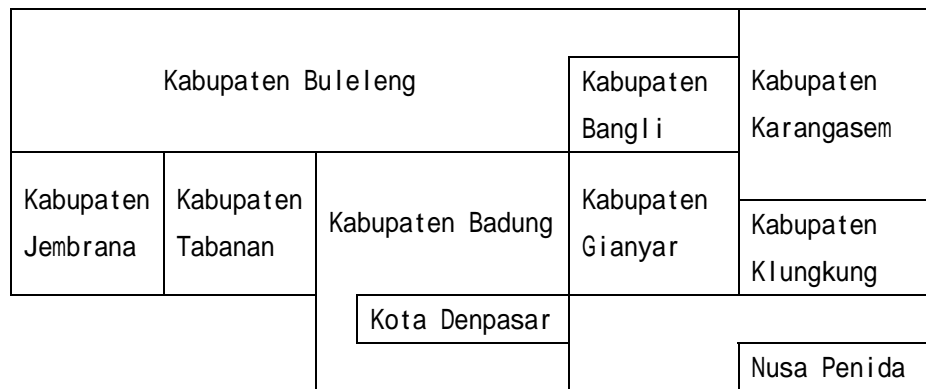 Kabupaten Buleleng
Kabupaten
Bangli
Kabupaten
Karangasem
Kabupaten
Jembrana
Kabupaten
Tabanan
Kabupaten Badung
Kabupaten
Gianyar
Kabupaten
Klungkung
Kota Denpasar
Nusa Penida